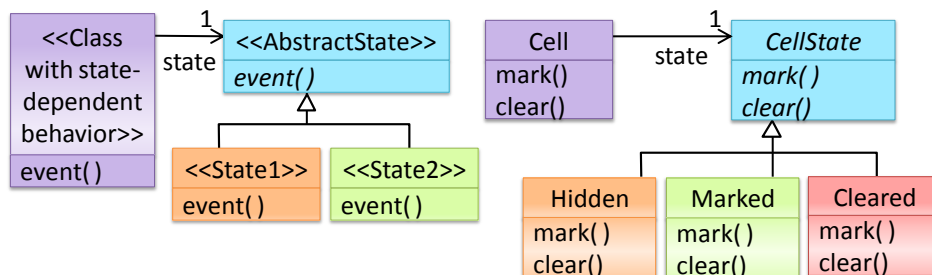 <<Class
with state-
dependent
behavior>>
event( )
1
state
<<AbstractState>>
event( )
<<State1>>
event( )
<<State2>>
event( )
Cell
mark()
clear()
1
state
CellState
mark( )
clear()
Hidden
mark( )
clear()
Marked
mark( )
clear()
Cleared
mark( )
clear()